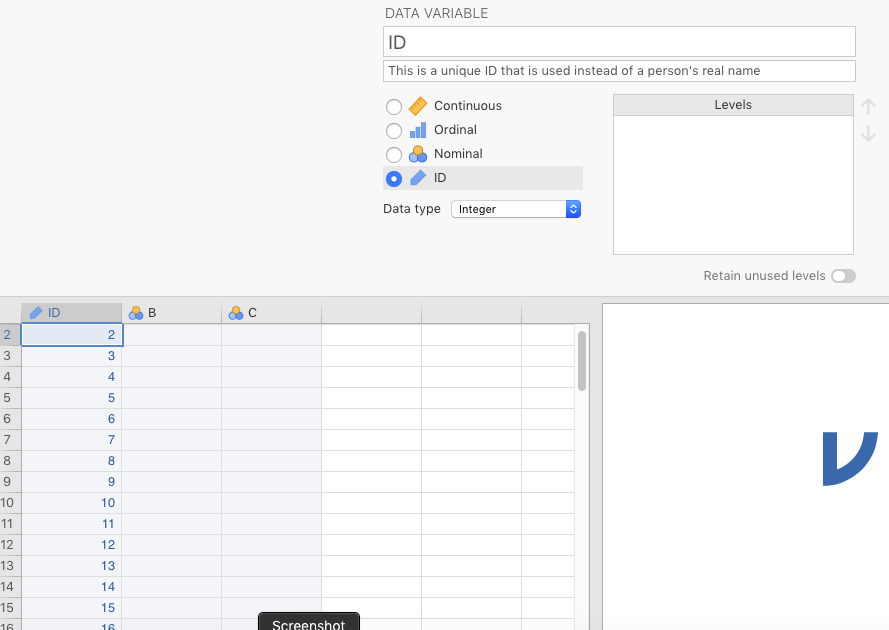 DATA VARIABLE
ID
This is a unique ID that is used instead of a person's real name
Continuous
Ordinal
Nominal
ID
Data type Integer
Levels
Retain unused levels
ID B C
2 2
3 3
4 4
5 5
6 6
7 7
8 8
9 9
10 10
11 11
12 12
13 13
14 14
15 15
16 16
Screenshot